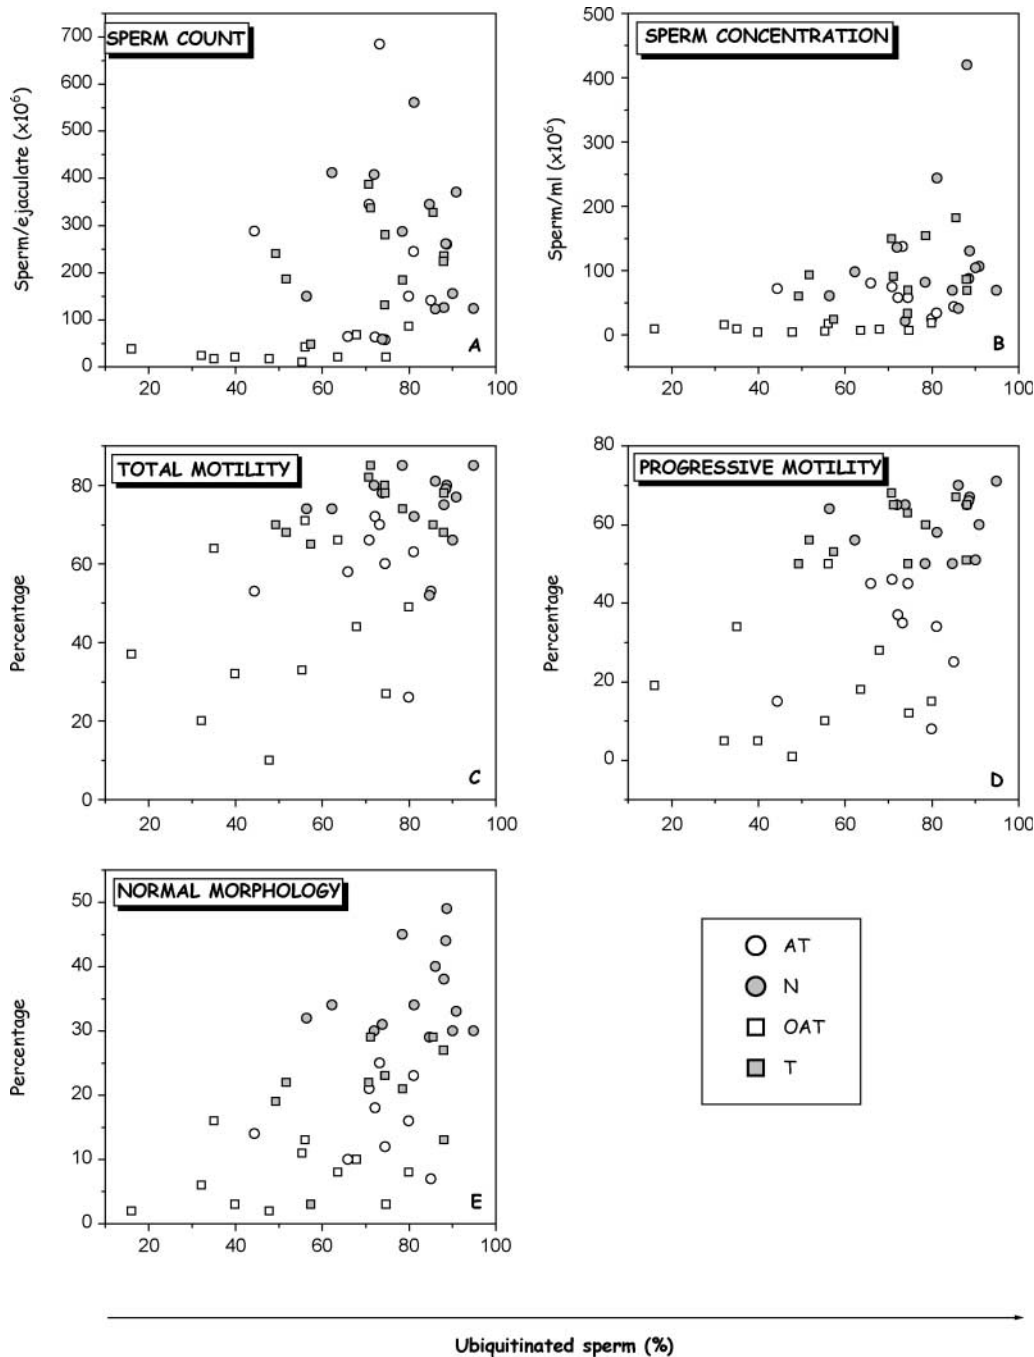 SPERM COUNT
Sperm/ejaculate (x10⁶)
700
600
500
400
300
200
100
0
20 40 60 80 100
A
SPERM CONCENTRATION
Sperm/ml (x10⁶)
500
400
300
200
100
0
20 40 60 80 100
B
TOTAL MOTILITY
Percentage
80
60
40
20
0
20 40 60 80 100
C
PROGRESSIVE MOTILITY
Percentage
80
60
40
20
0
20 40 60 80 100
D
NORMAL MORPHOLOGY
Percentage
50
40
30
20
10
0
20 40 60 80 100
E
AT
N
OAT
T
Ubiquitinated sperm (%)